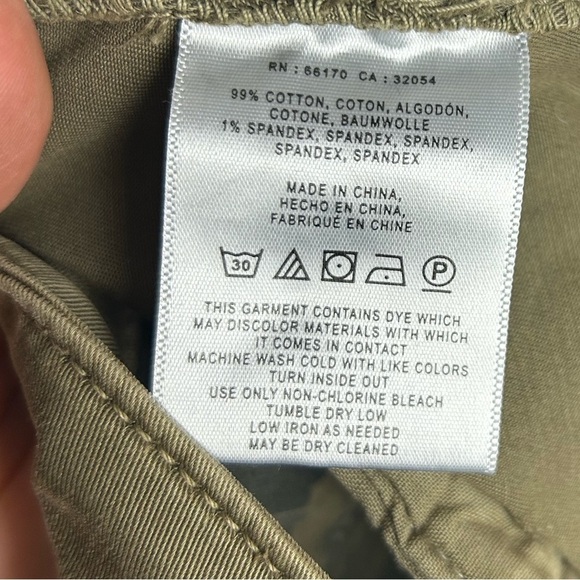 RN : 66170 CA : 32054
99% COTTON, COTON, ALGODÓN,
COTONE, BAUMWOLLE
1% SPANDEX, SPANDEX, SPANDEX,
SPANDEX, SPANDEX
MADE IN CHINA,
HECHO EN CHINA,
FABRIQUÉ EN CHINE
30 P
THIS GARMENT CONTAINS DYE WHICH
MAY DISCOLOR MATERIALS WITH WHICH
IT COMES IN CONTACT
MACHINE WASH COLD WITH LIKE COLORS
TURN INSIDE OUT
USE ONLY NON-CHLORINE BLEACH
TUMBLE DRY LOW
LOW IRON AS NEEDED
MAY BE DRY CLEANED